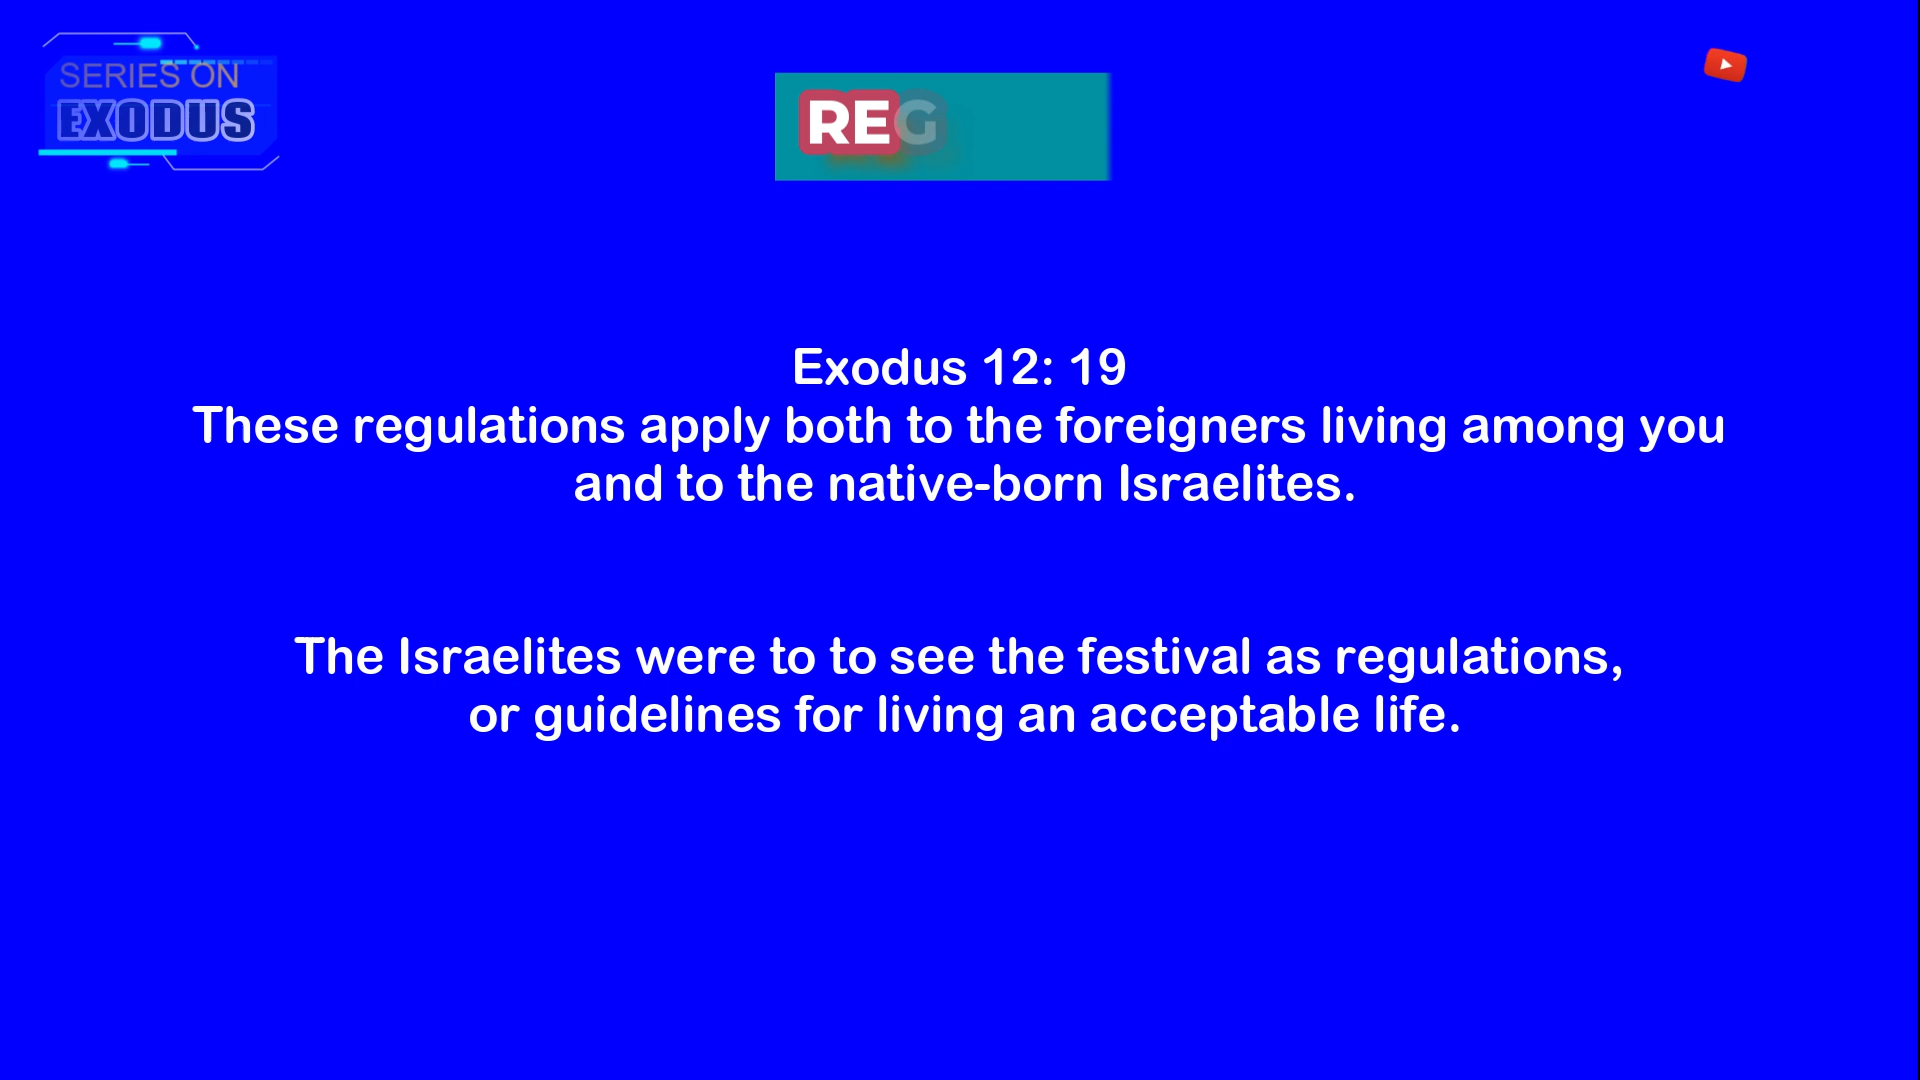 SERIES ON
EXODUS
REG
Exodus 12: 19
These regulations apply both to the foreigners living among you
and to the native-born Israelites.
The Israelites were to to see the festival as regulations,
or guidelines for living an acceptable life.